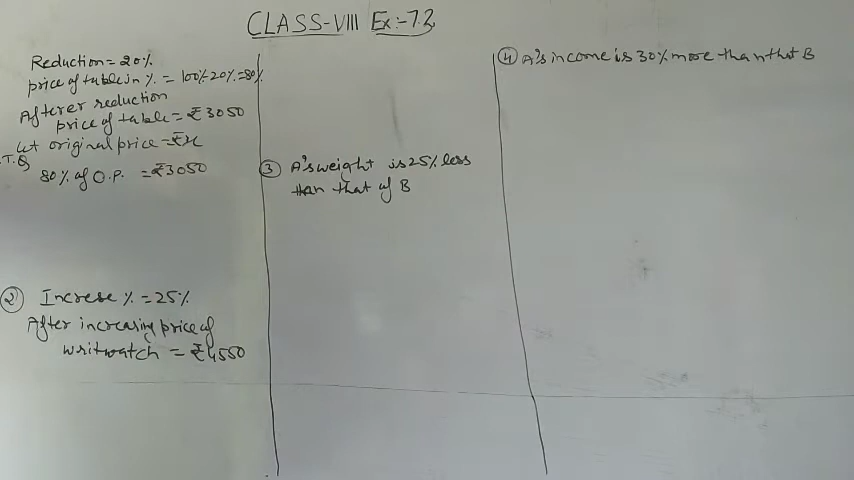 CLASS-VIII Ex:-7.2
Reduction = 20%
price of table in % = 100%-20%=80%
Afterer reduction
price of table = ₹3050
let original price = ₹x
.T.Q
80% of O.P. = ₹3050
② Increse % = 25%
After increasing price of
writwatch = ₹4550
③ A's weight is 25% less
than that of B
④ A's income is 30% more than that B